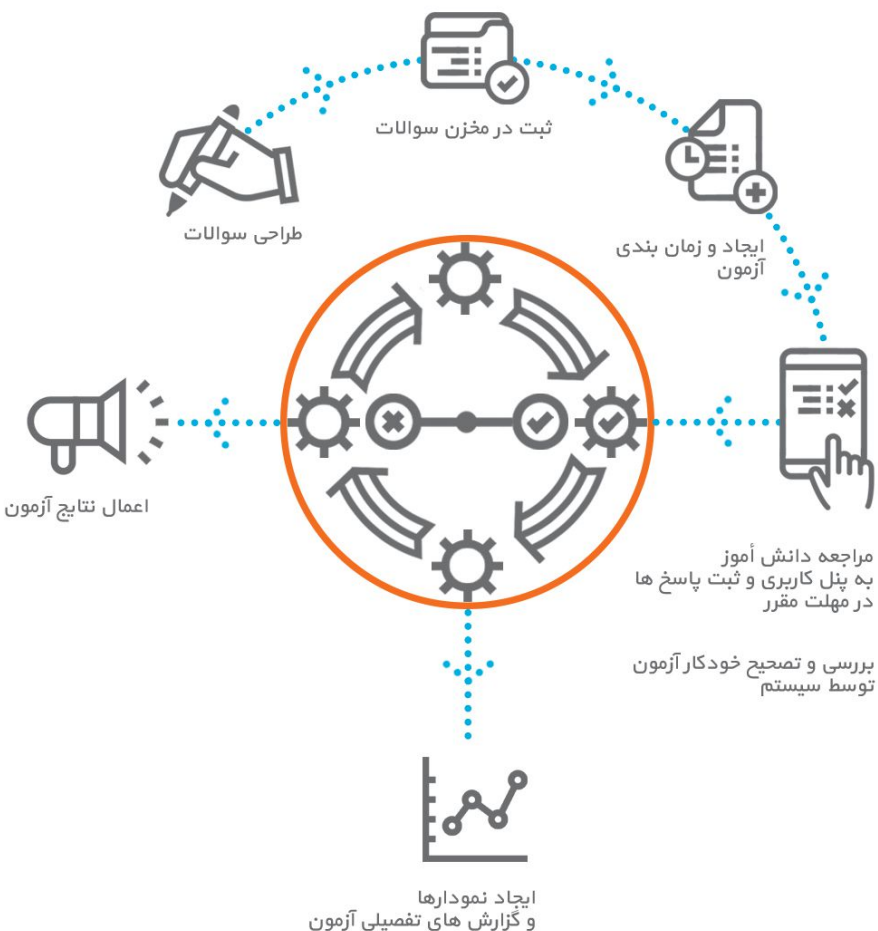 ثبت در مخزن سوالات
طراحی سوالات
ایجاد و زمان بندی
آزمون
مراجعه دانش أموز
به پنل کاربری و ثبت پاسخ ها
در مهلت مقرر
بررسی و تصحیح خودکار آزمون
توسط سیستم
اعمال نتایج آزمون
ایجاد نمودارها
و گزارش های تفصیلی آزمون